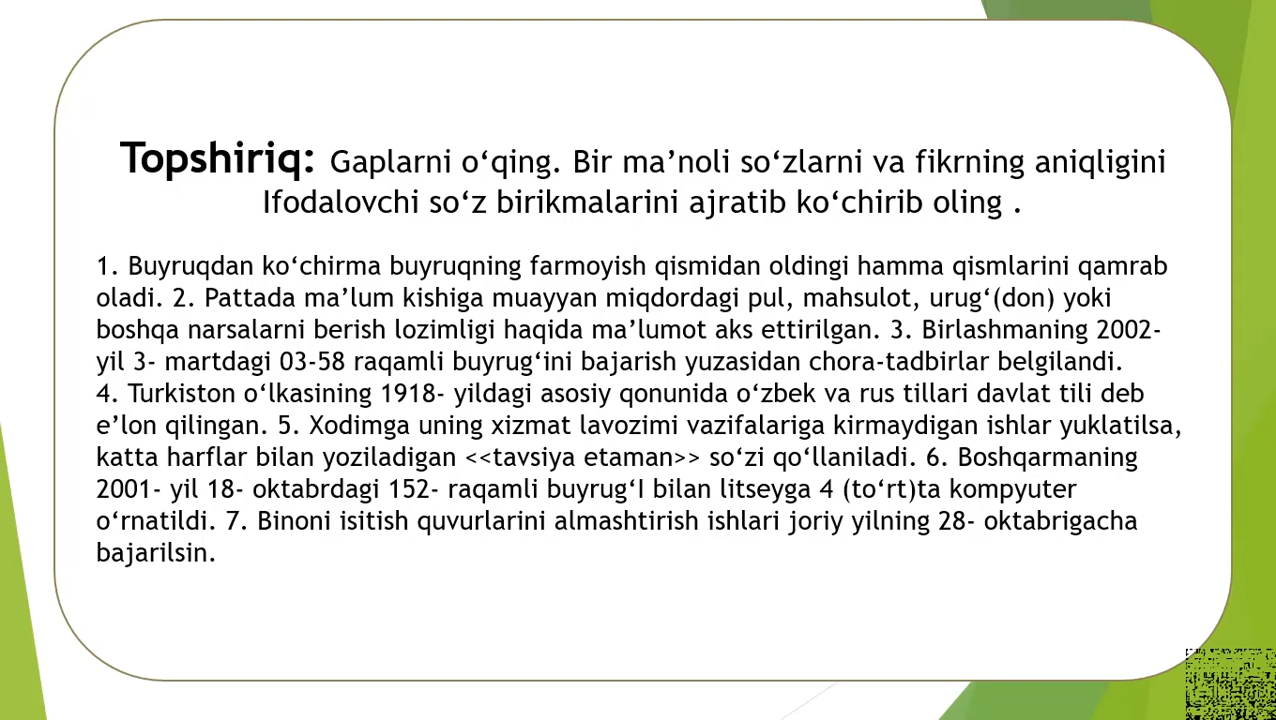 Topshiriq: Gaplarni o‘qing. Bir ma’noli so‘zlarni va fikrning aniqligini
Ifodalovchi so‘z birikmalarini ajratib ko‘chirib oling .
1. Buyruqdan ko‘chirma buyruqning farmoyish qismidan oldingi hamma qismlarini qamrab
oladi. 2. Pattada ma’lum kishiga muayyan miqdordagi pul, mahsulot, urug‘(don) yoki
boshqa narsalarni berish lozimligi haqida ma’lumot aks ettirilgan. 3. Birlashmaning 2002-
yil 3- martdagi 03-58 raqamli buyrug‘ini bajarish yuzasidan chora-tadbirlar belgilandi.
4. Turkiston o‘lkasining 1918- yildagi asosiy qonunida o‘zbek va rus tillari davlat tili deb
e’lon qilingan. 5. Xodimga uning xizmat lavozimi vazifalariga kirmaydigan ishlar yuklatilsa,
katta harflar bilan yoziladigan <<tavsiya etaman>> so‘zi qo‘llaniladi. 6. Boshqarmaning
2001- yil 18- oktabrdagi 152- raqamli buyrug‘I bilan litseyga 4 (to‘rt)ta kompyuter
o‘rnatildi. 7. Binoni isitish quvurlarini almashtirish ishlari joriy yilning 28- oktabrigacha
bajarilsin.